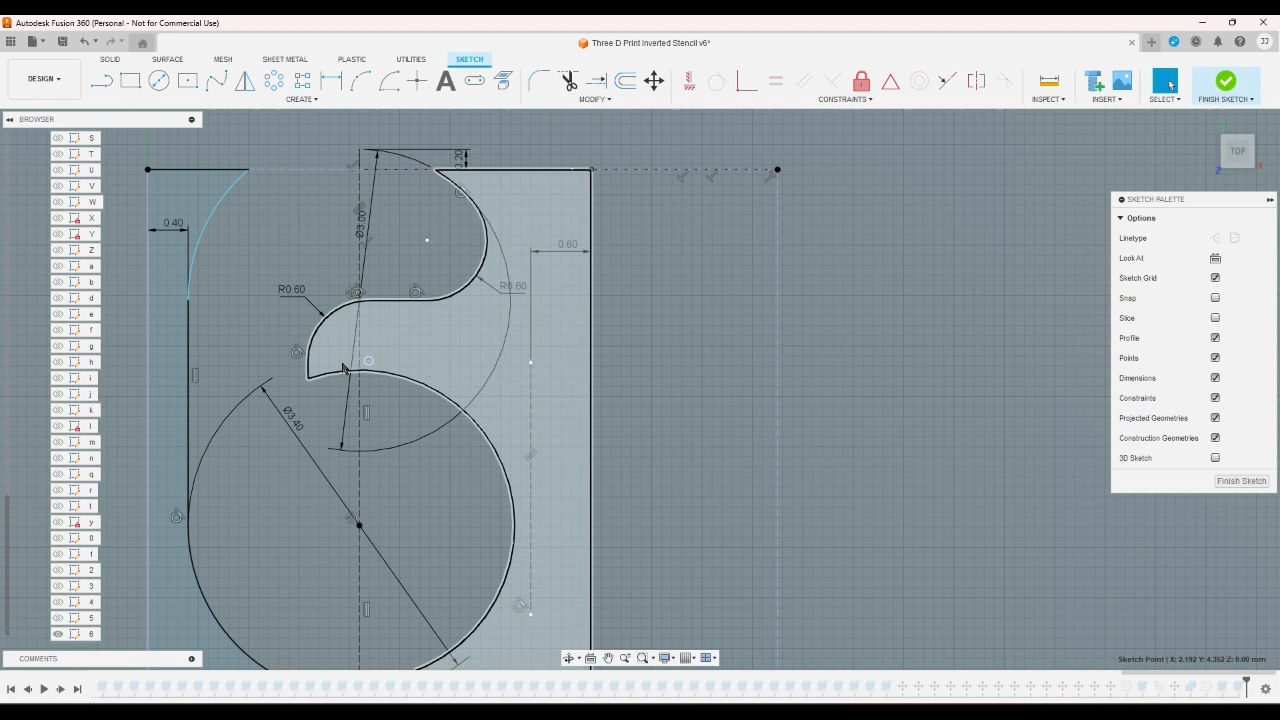 Autodesk Fusion 360 (Personal - Not for Commercial Use)
Three D Print Inverted Stencil v6*
JJ
SOLID
SURFACE
MESH
SHEET METAL
PLASTIC
UTILITIES
SKETCH
DESIGN
CREATE
MODIFY
CONSTRAINTS
INSPECT
INSERT
SELECT
FINISH SKETCH
BROWSER
S
T
U
V
W
X
Y
Z
a
b
d
e
f
g
h
i
j
k
l
m
n
q
r
t
y
0
1
2
3
4
5
6
0.20
Ø3.00
0.40
0.60
R0.60
R0.60
Ø3.40
TOP
Y
X
Z
SKETCH PALETTE
Options
Linetype
Look At
Sketch Grid
Snap
Slice
Profile
Points
Dimensions
Constraints
Projected Geometries
Construction Geometries
3D Sketch
Finish Sketch
COMMENTS
Sketch Point | X: 2.192 Y: 4.352 Z: 0.00 mm